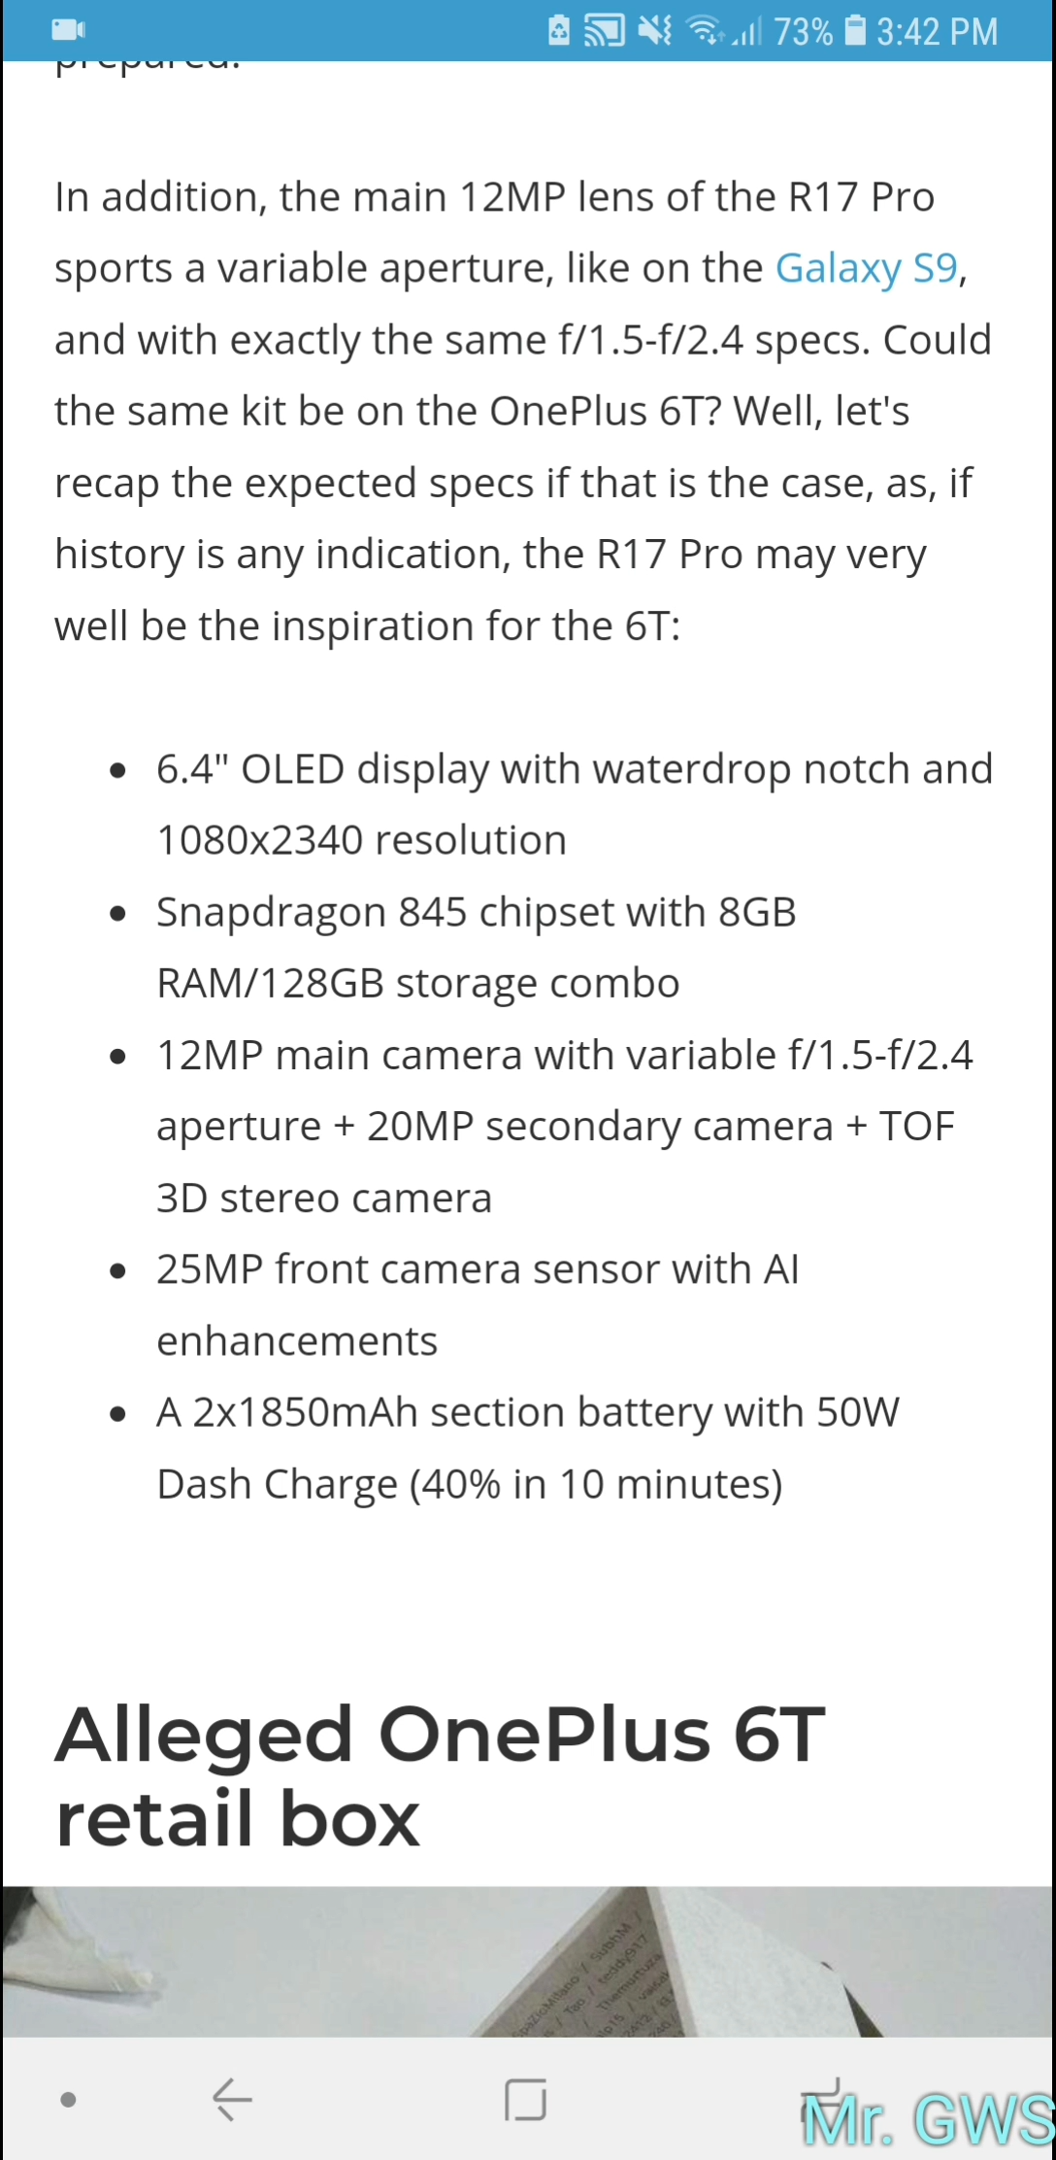 73% 3:42 PM
prepared.
In addition, the main 12MP lens of the R17 Pro
sports a variable aperture, like on the Galaxy S9,
and with exactly the same f/1.5-f/2.4 specs. Could
the same kit be on the OnePlus 6T? Well, let's
recap the expected specs if that is the case, as, if
history is any indication, the R17 Pro may very
well be the inspiration for the 6T:
• 6.4" OLED display with waterdrop notch and
1080x2340 resolution
• Snapdragon 845 chipset with 8GB
RAM/128GB storage combo
• 12MP main camera with variable f/1.5-f/2.4
aperture + 20MP secondary camera + TOF
3D stereo camera
• 25MP front camera sensor with AI
enhancements
• A 2x1850mAh section battery with 50W
Dash Charge (40% in 10 minutes)
Alleged OnePlus 6T
retail box
SpaZioMilano / SubhM /
/ Tao / teddy917
Themurtuza
Mr. GWS